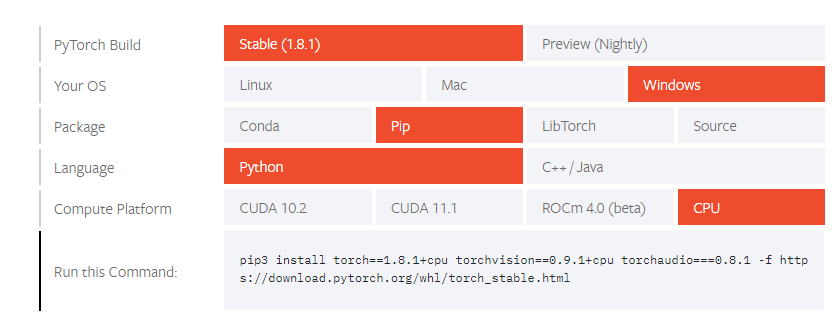 PyTorch Build Stable (1.8.1) Preview (Nightly)
Your OS Linux Mac Windows
Package Conda Pip LibTorch Source
Language Python C++ / Java
Compute Platform CUDA 10.2 CUDA 11.1 ROCm 4.0 (beta) CPU
Run this Command: pip3 install torch==1.8.1+cpu torchvision==0.9.1+cpu torchaudio===0.8.1 -f http
s://download.pytorch.org/whl/torch_stable.html